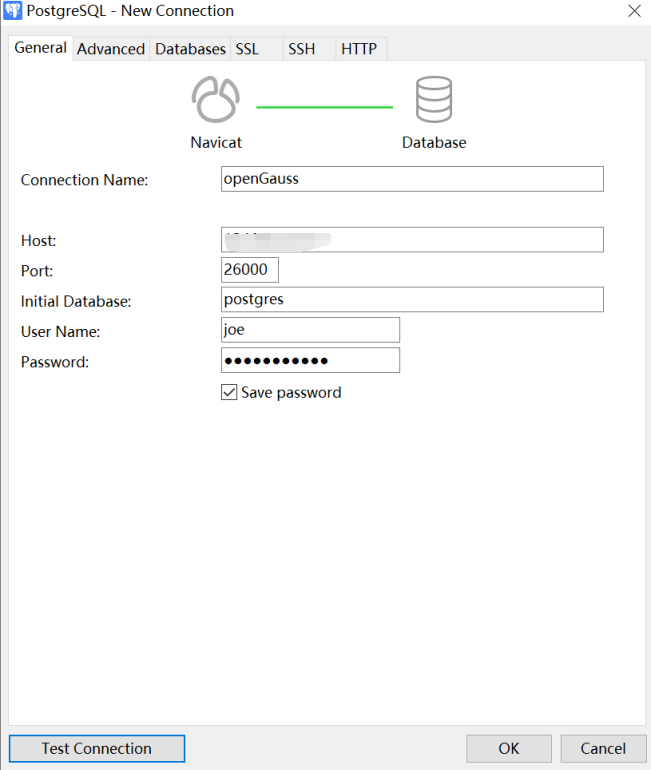 PostgreSQL - New Connection
General Advanced Databases SSL SSH HTTP
Navicat Database
Connection Name: openGauss
Host:
Port: 26000
Initial Database: postgres
User Name: joe
Password: ●●●●●●●●●●●
Save password
Test Connection OK Cancel